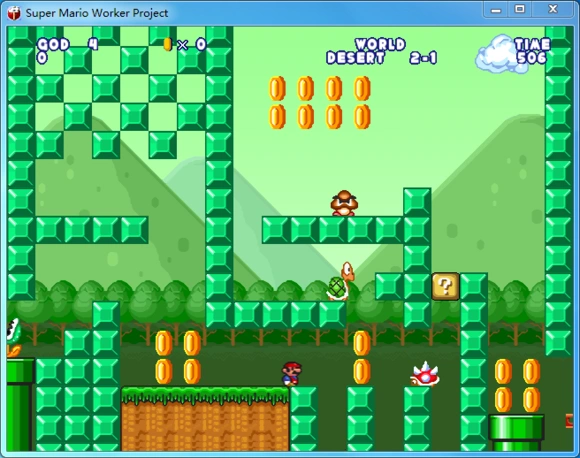 Super Mario Worker Project
GOD 4 × 0 WORLD TIME
0 DESERT 2-1 506
?